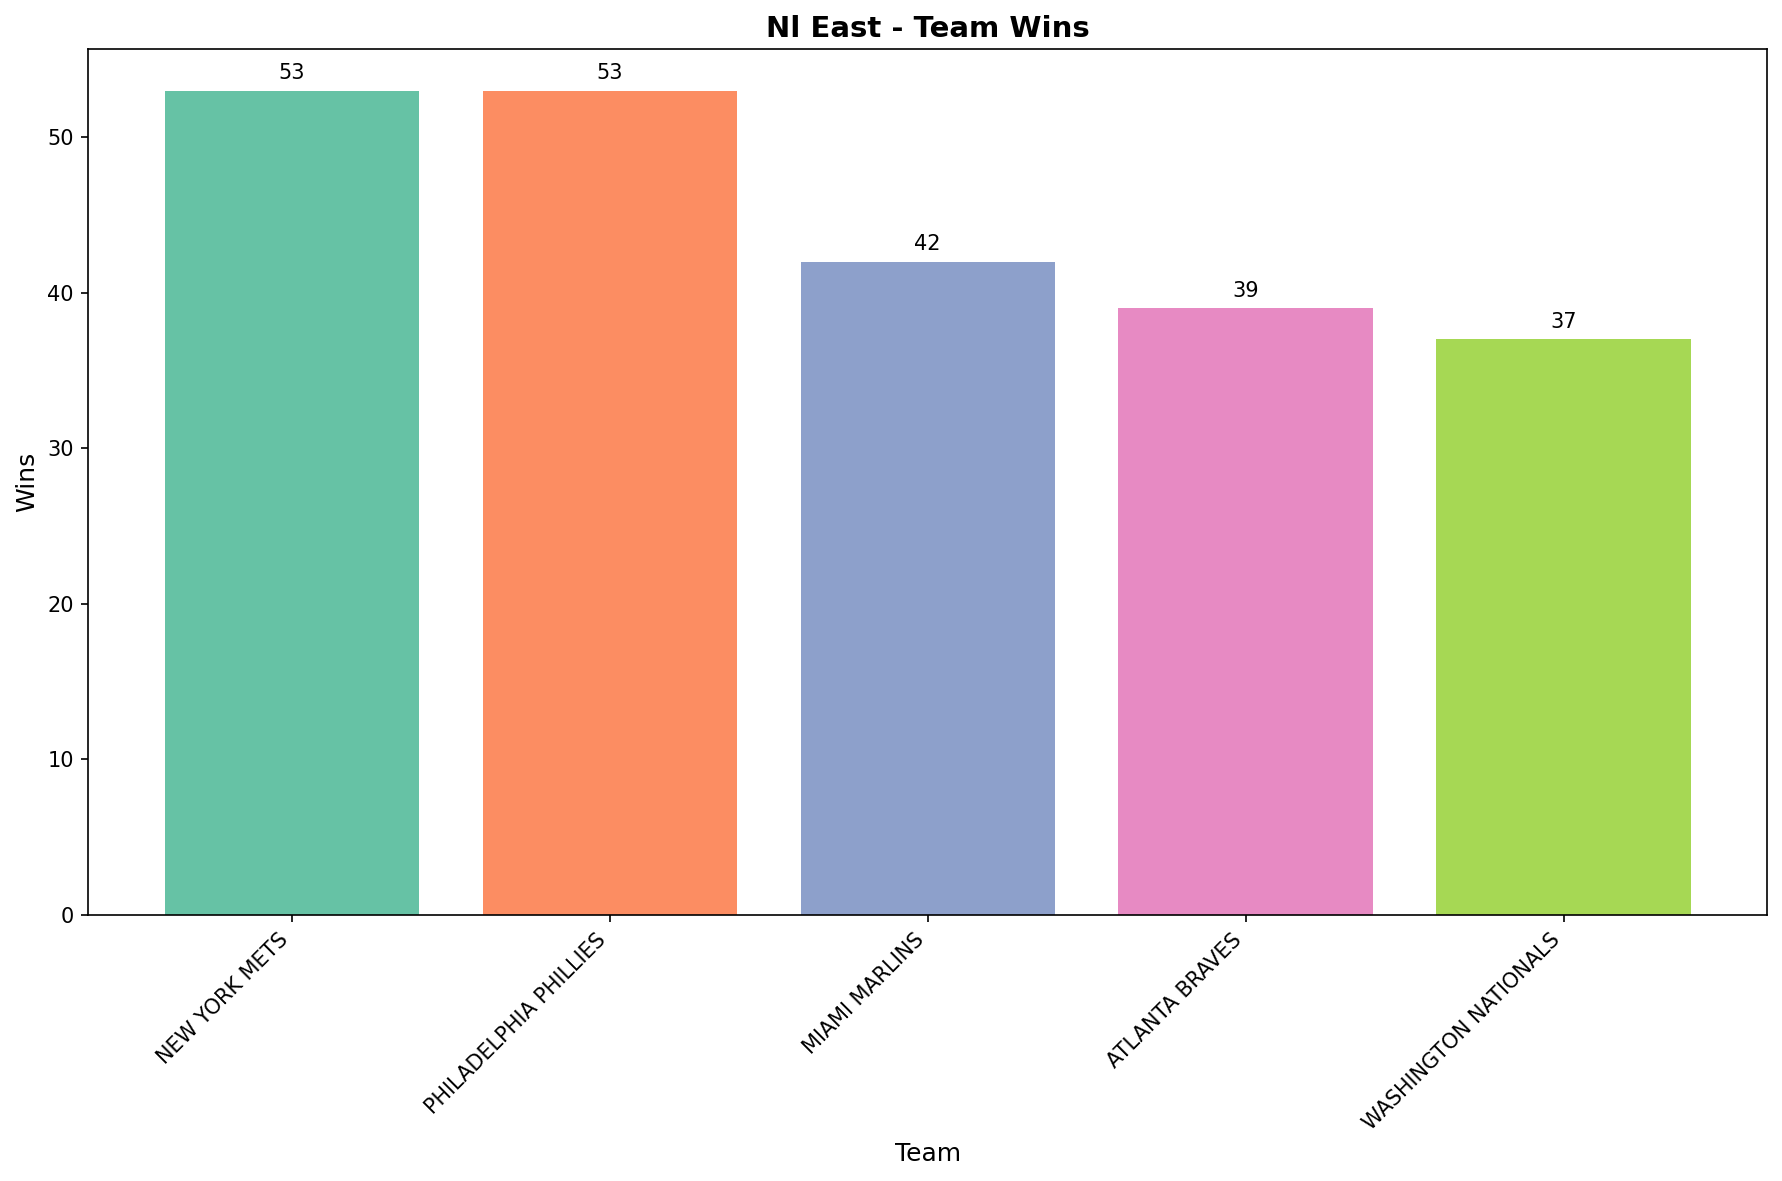 Nl East - Team Wins
53
53
42
39
37
50
40
30
20
10
0
Wins
NEW YORK METS
PHILADELPHIA PHILLIES
MIAMI MARLINS
ATLANTA BRAVES
WASHINGTON NATIONALS
Team